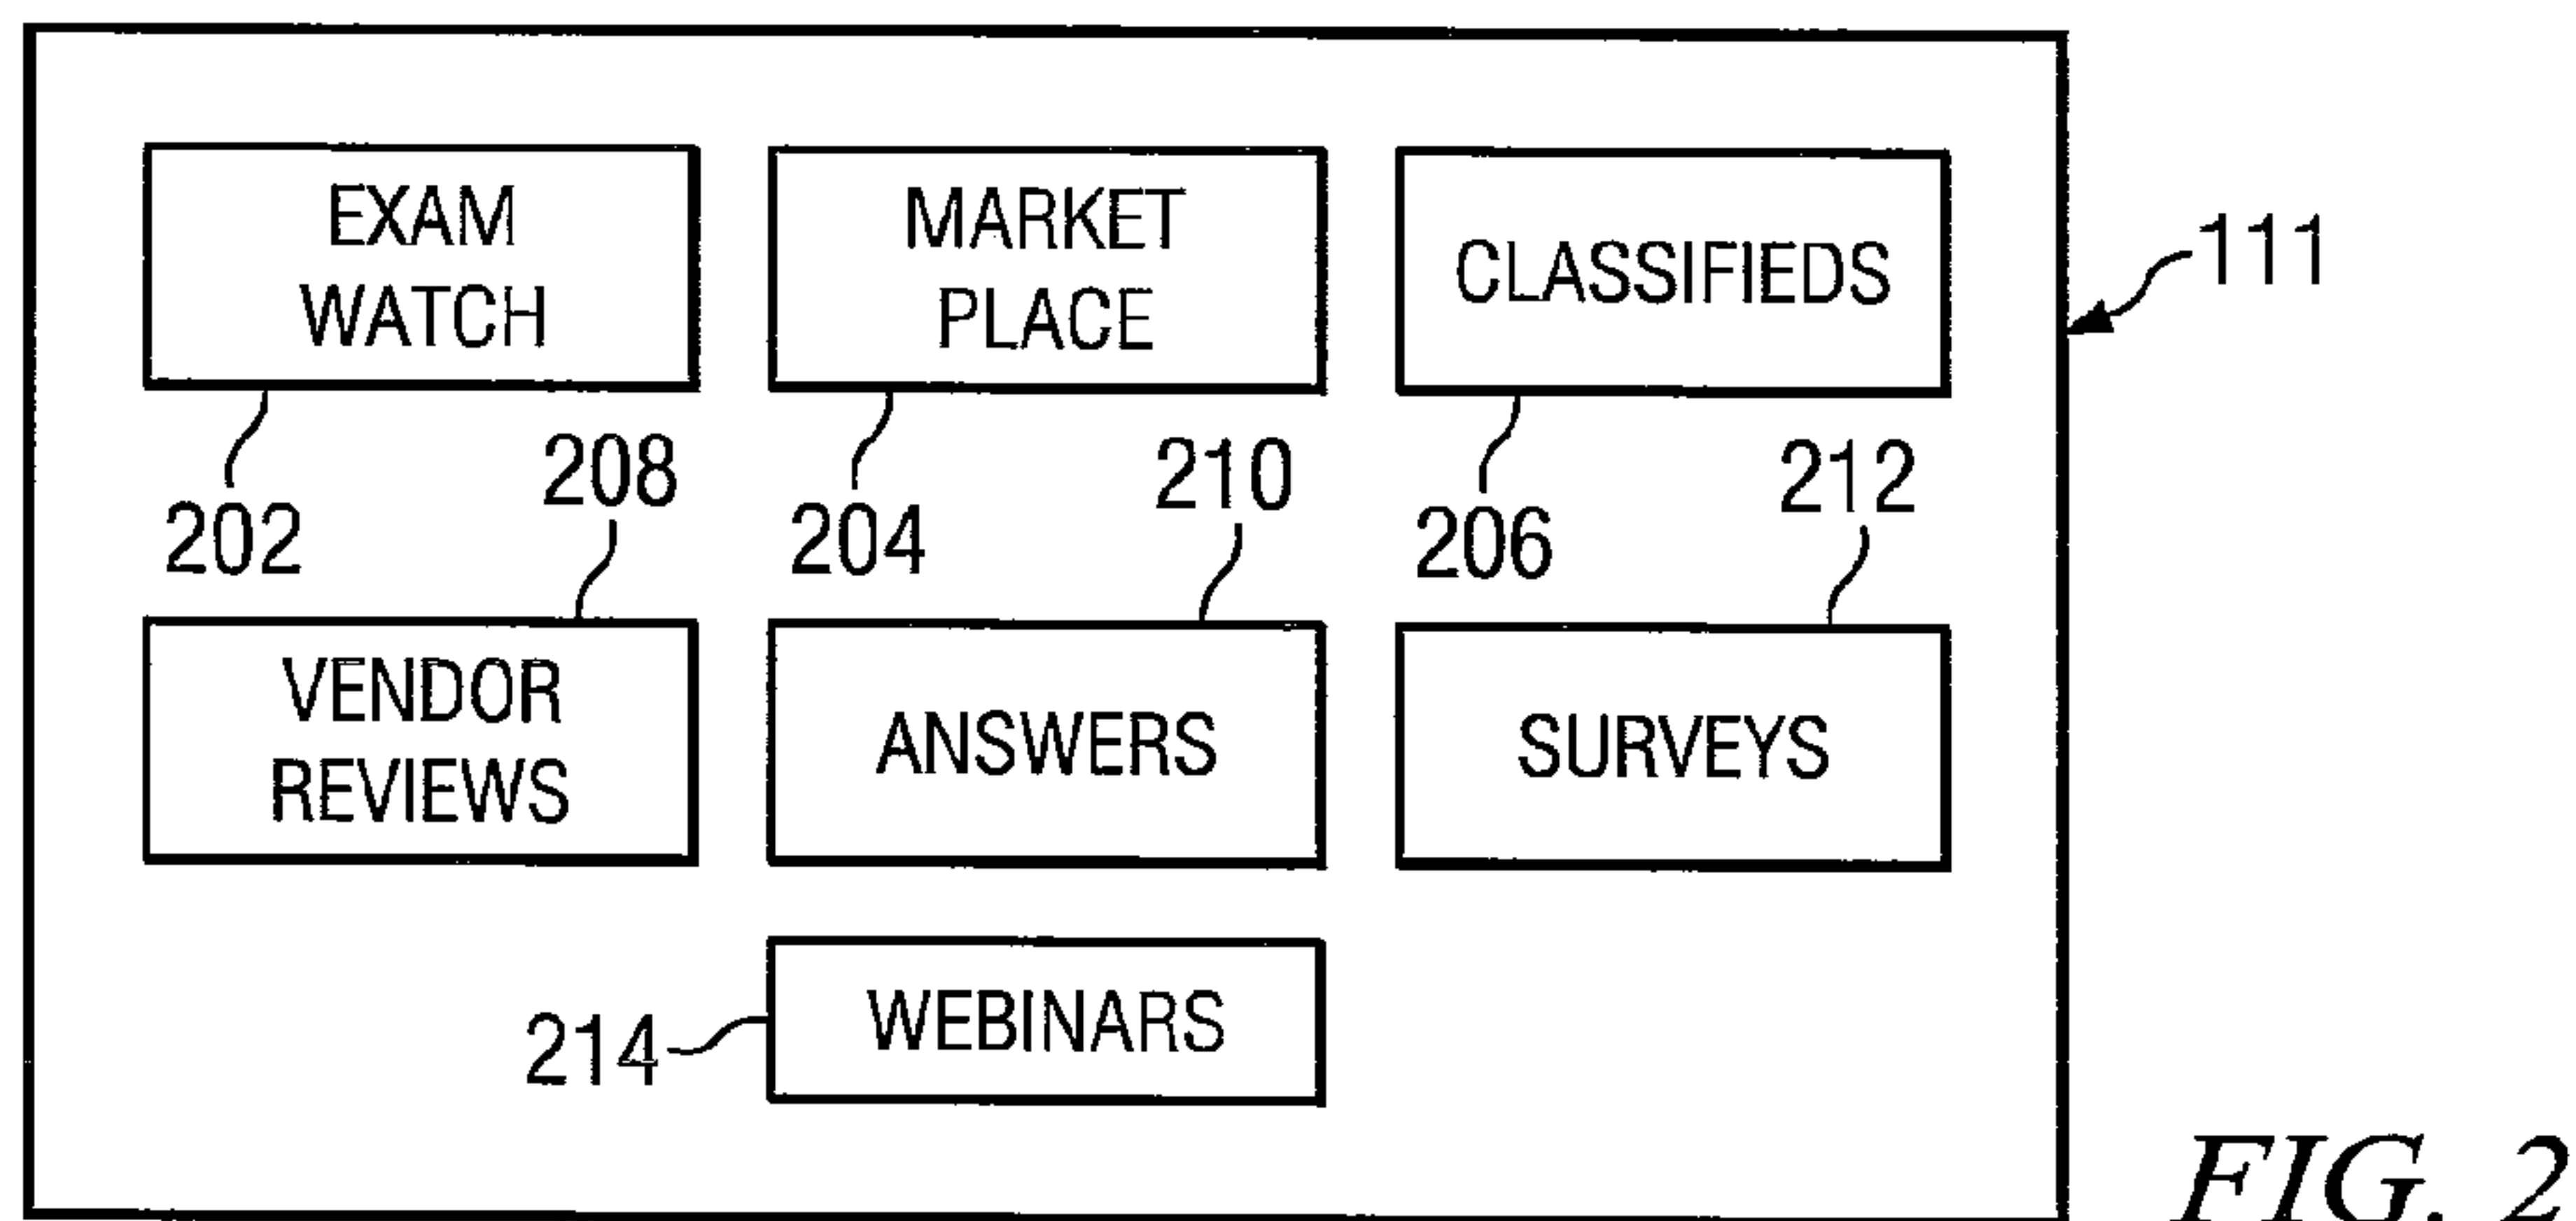 EXAM
WATCH
MARKET
PLACE
CLASSIFIEDS
111
202
208
204
210
206
212
VENDOR
REVIEWS
ANSWERS
SURVEYS
214
WEBINARS
FIG. 2